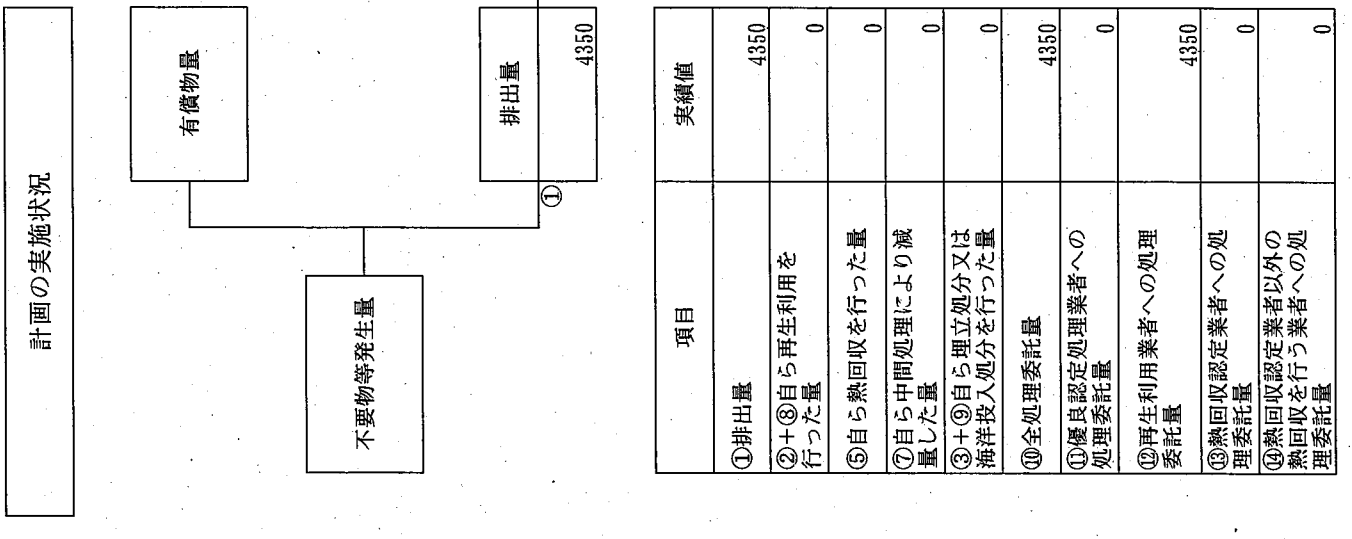 計画の実施状況
有償物量
不要物等発生量
①
排出量
4350
項目 実績値
①排出量 4350
②+⑧自ら再生利用を
行った量 0
⑤自ら熱回収を行った量 0
⑦自ら中間処理により減
量した量 0
③+⑨自ら埋立処分又は
海洋投入処分を行った量 0
⑩全処理委託量 4350
⑪優良認定処理業者への
処理委託量 0
⑫再生利用業者への処理
委託量 4350
⑬熱回収認定業者への処
理委託量 0
⑭熱回収認定業者以外の
熱回収を行う業者への処
理委託量 0